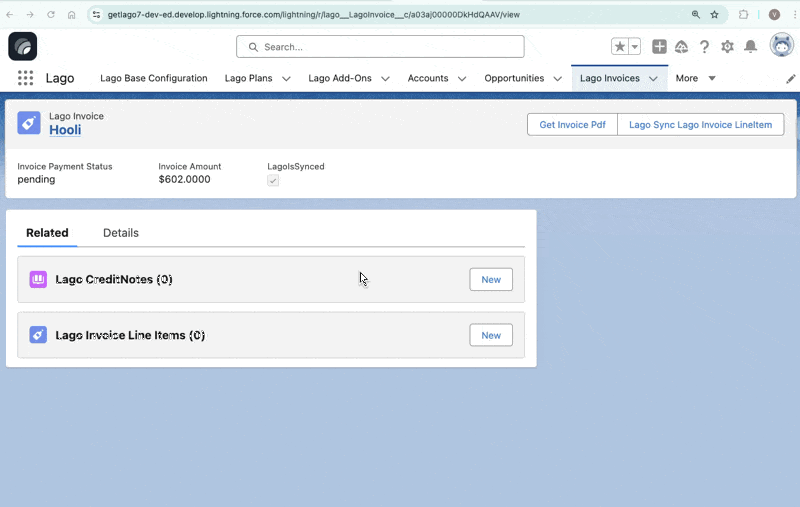 getlago7-dev-ed.develop.lightning.force.com/lightning/r/lago__LagoInvoice__c/a03aj00000DkHdQAAV/view
V
Search...
Lago
Lago Base Configuration
Lago Plans
Lago Add-Ons
Accounts
Opportunities
Lago Invoices
More
Lago Invoice
Hooli
Get Invoice Pdf
Lago Sync Lago Invoice LineItem
Invoice Payment Status
Invoice Amount
LagoIsSynced
pending
$602.0000
Related
Details
Lago CreditNotes (0)
New
Lago Invoice Line Items (0)
New